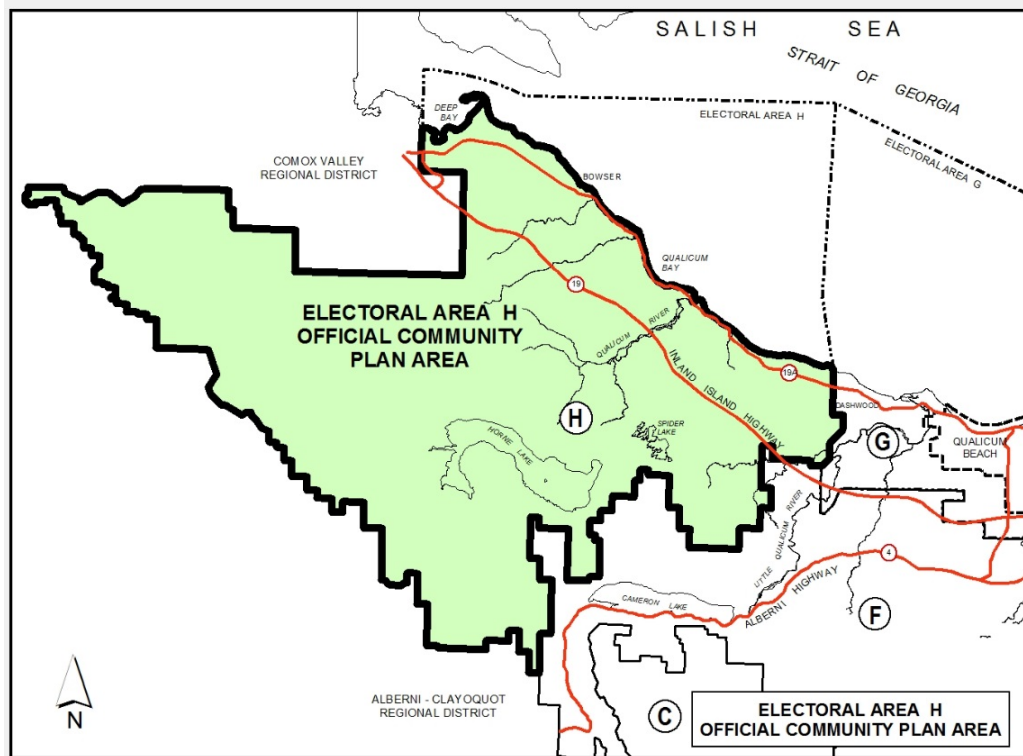 SALISH SEA
STRAIT OF GEORGIA
DEEP
BAY
ELECTORAL AREA H
ELECTORAL AREA G
COMOX VALLEY
REGIONAL DISTRICT
BOWSER
QUALICUM
BAY
19
ELECTORAL AREA H
OFFICIAL COMMUNITY
PLAN AREA
QUALICUM RIVER
INLAND ISLAND HIGHWAY
19A
DASHWOOD
H
SPIDER
LAKE
HORNE LAKE
G
QUALICUM
BEACH
LITTLE QUALICUM RIVER
4
ALBERNI HIGHWAY
CAMERON LAKE
F
N
ALBERNI - CLAYOQUOT
REGIONAL DISTRICT
C
ELECTORAL AREA H
OFFICIAL COMMUNITY PLAN AREA